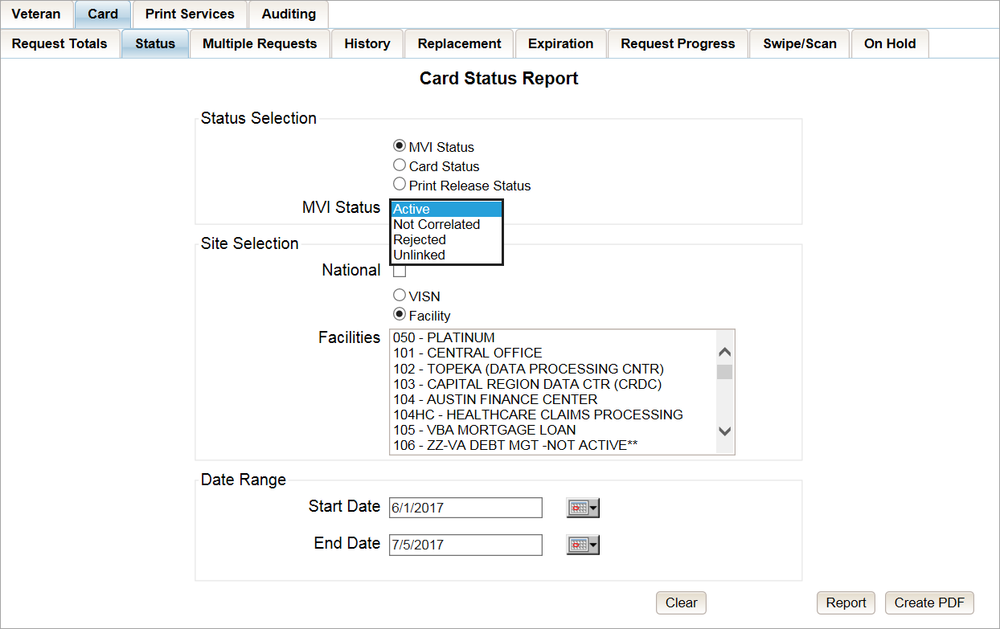 Veteran Card Print Services Auditing
Request Totals Status Multiple Requests History Replacement Expiration Request Progress Swipe/Scan On Hold
Card Status Report
Status Selection
MVI Status
Card Status
Print Release Status
MVI Status
Active
Not Correlated
Rejected
Unlinked
Site Selection
National
VISN
Facility
Facilities
050 - PLATINUM
101 - CENTRAL OFFICE
102 - TOPEKA (DATA PROCESSING CNTR)
103 - CAPITAL REGION DATA CTR (CRDC)
104 - AUSTIN FINANCE CENTER
104HC - HEALTHCARE CLAIMS PROCESSING
105 - VBA MORTGAGE LOAN
106 - ZZ-VA DEBT MGT -NOT ACTIVE**
Date Range
Start Date 6/1/2017
End Date 7/5/2017
Clear Report Create PDF